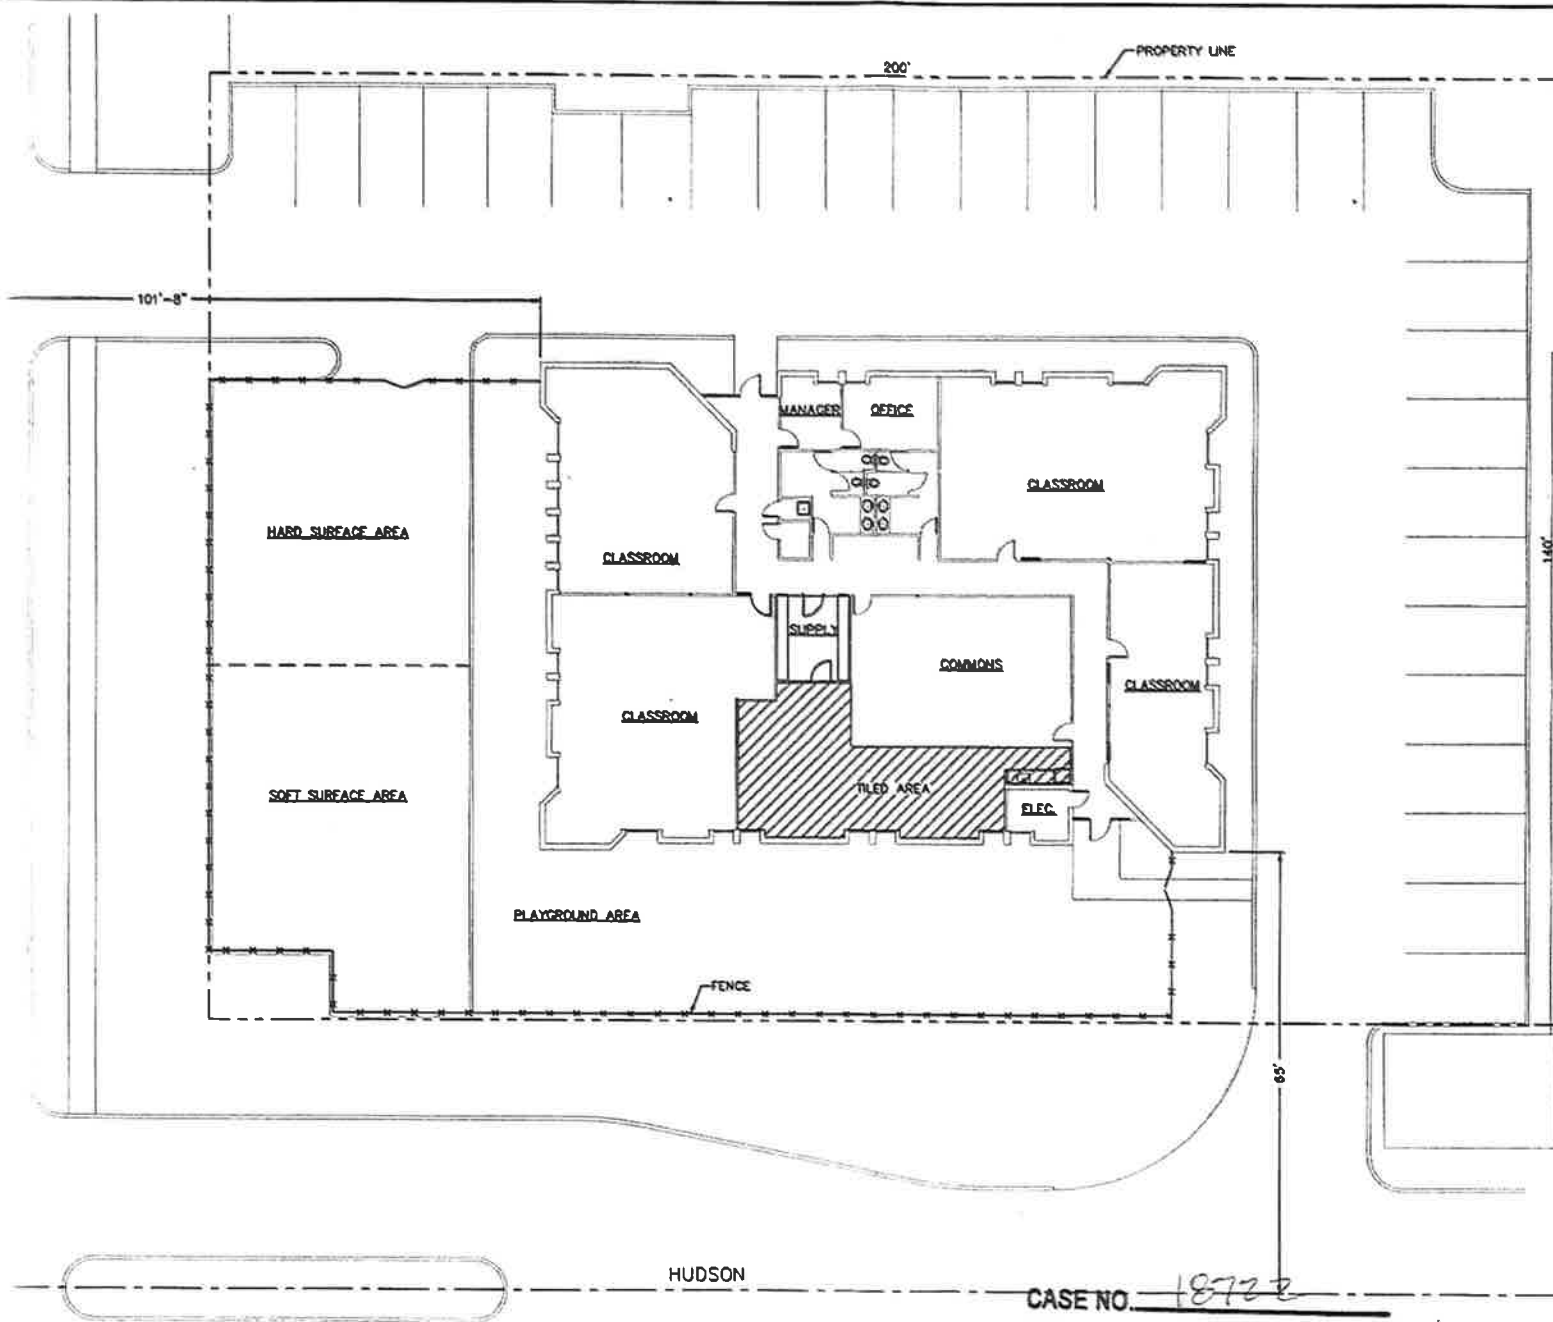 PROPERTY LINE
200'
101'-8"
MANAGER
OFFICE
CLASSROOM
HARD SURFACE AREA
CLASSROOM
140'
SUPPLY
COMMONS
CLASSROOM
CLASSROOM
TILED AREA
SOFT SURFACE AREA
ELEC.
PLAYGROUND AREA
FENCE
65'
HUDSON
CASE NO. 18722